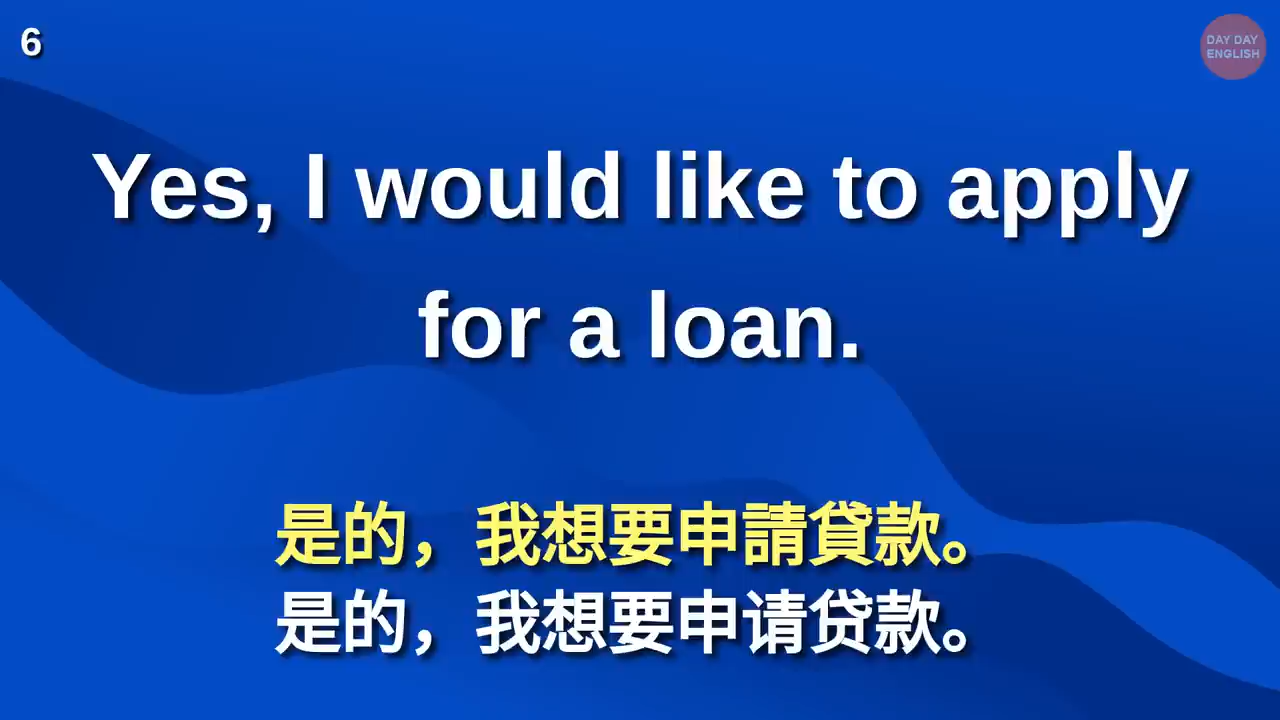 6
DAY DAY
ENGLISH
Yes, I would like to apply
for a loan.
是的，我想要申請貸款。
是的，我想要申请贷款。